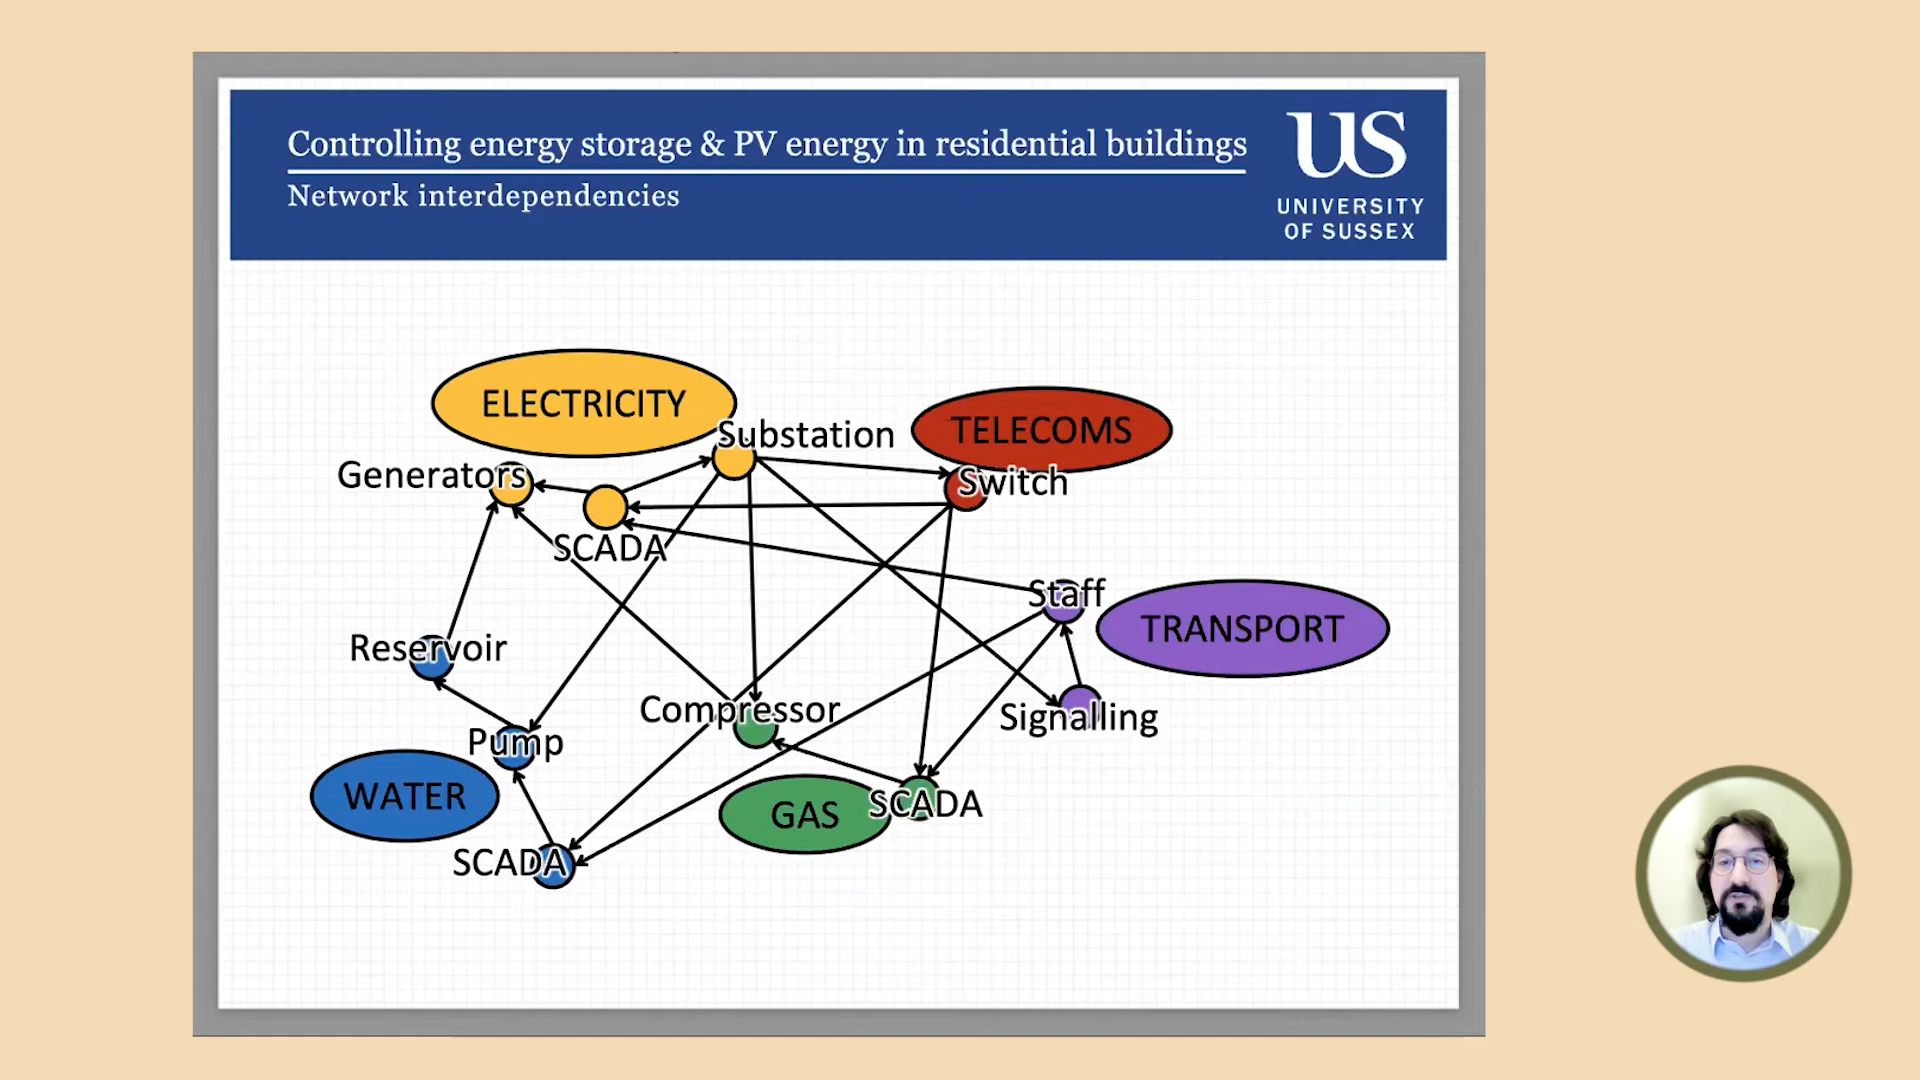 Controlling energy storage & PV energy in residential buildings
Network interdependencies
US
UNIVERSITY
OF SUSSEX
ELECTRICITY
TELECOMS
Substation
Generators
Switch
SCADA
Staff
TRANSPORT
Reservoir
Compressor
Signalling
Pump
WATER
GAS
SCADA
SCADA